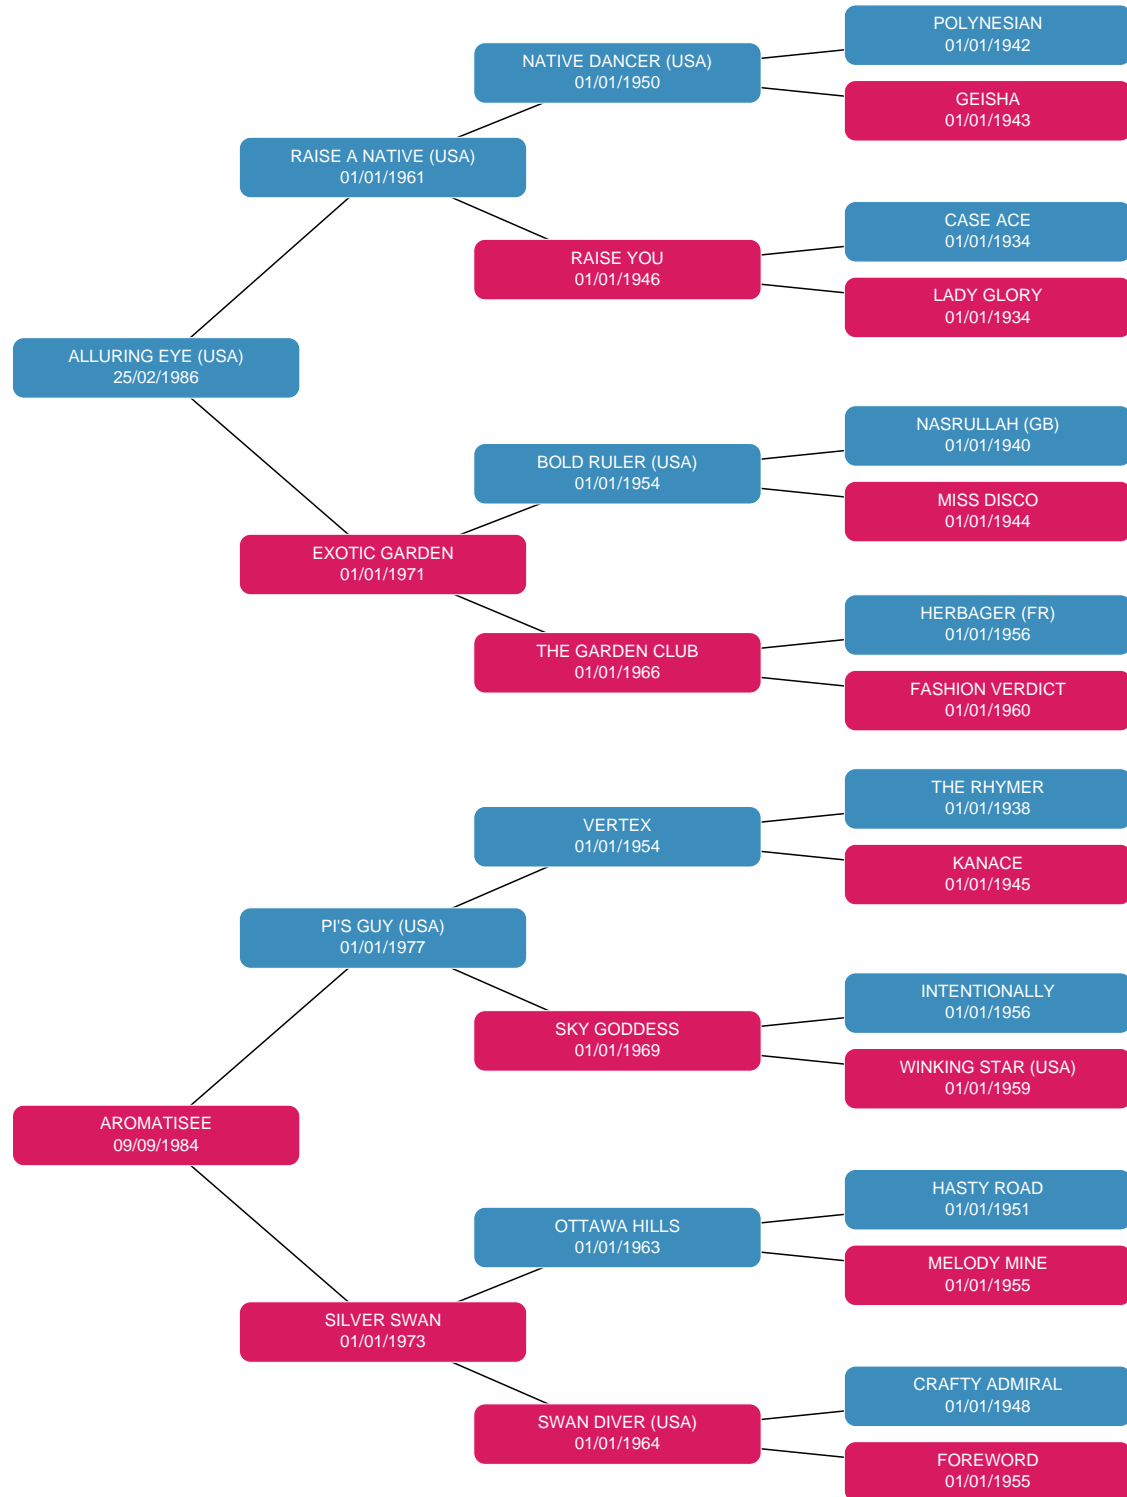 POLYNESIAN
01/01/1942
NATIVE DANCER (USA)
01/01/1950
GEISHA
01/01/1943
RAISE A NATIVE (USA)
01/01/1961
CASE ACE
01/01/1934
RAISE YOU
01/01/1946
LADY GLORY
01/01/1934
ALLURING EYE (USA)
25/02/1986
NASRULLAH (GB)
01/01/1940
BOLD RULER (USA)
01/01/1954
MISS DISCO
01/01/1944
EXOTIC GARDEN
01/01/1971
HERBAGER (FR)
01/01/1956
THE GARDEN CLUB
01/01/1966
FASHION VERDICT
01/01/1960
THE RHYMER
01/01/1938
VERTEX
01/01/1954
KANACE
01/01/1945
PI'S GUY (USA)
01/01/1977
INTENTIONALLY
01/01/1956
SKY GODDESS
01/01/1969
WINKING STAR (USA)
01/01/1959
AROMATISEE
09/09/1984
HASTY ROAD
01/01/1951
OTTAWA HILLS
01/01/1963
MELODY MINE
01/01/1955
SILVER SWAN
01/01/1973
CRAFTY ADMIRAL
01/01/1948
SWAN DIVER (USA)
01/01/1964
FOREWORD
01/01/1955